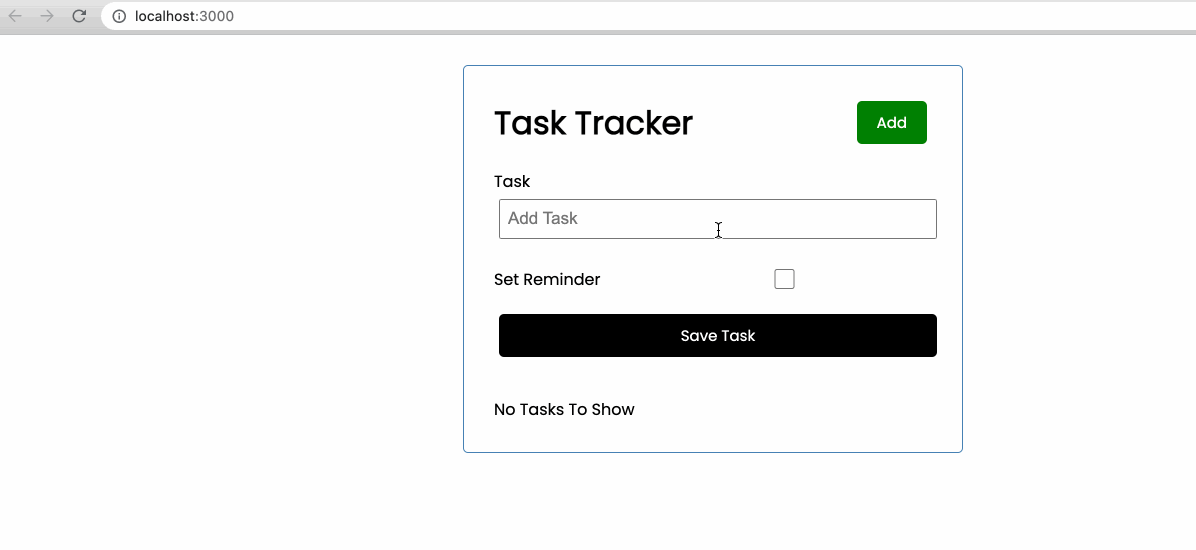 localhost:3000
Task Tracker
Add
Task
Add Task
Set Reminder
Save Task
No Tasks To Show